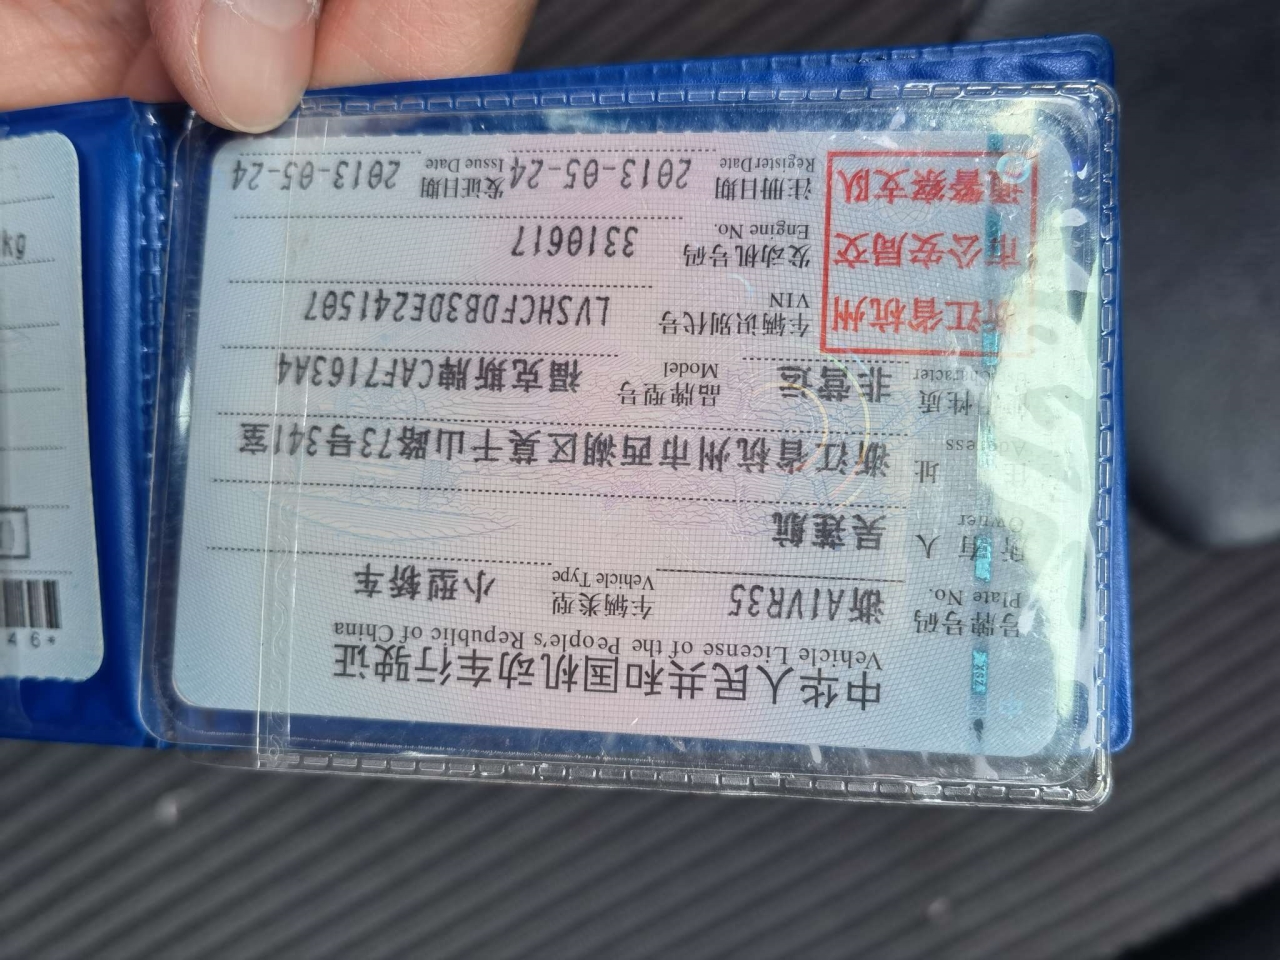 中华人民共和国机动车行驶证
Vehicle License of the People's Republic of China
号牌号码 浙A1VR35 车辆类型 小型轿车
Plate No. Vehicle Type
所有人 吴莲航
Owner
住址 浙江省杭州市西湖区莫干山路73号341室
Address
使用性质 非营运 品牌型号 福克斯牌CAF7163A4
Use Character Model
浙江省杭州
市公安局交
通警察支队
车辆识别代号 LVSHCFDB3DE241507
VIN
发动机号码 3310617
Engine No.
注册日期 2013-05-24 发证日期 2013-05-24
Register Date Issue Date
kg
46*